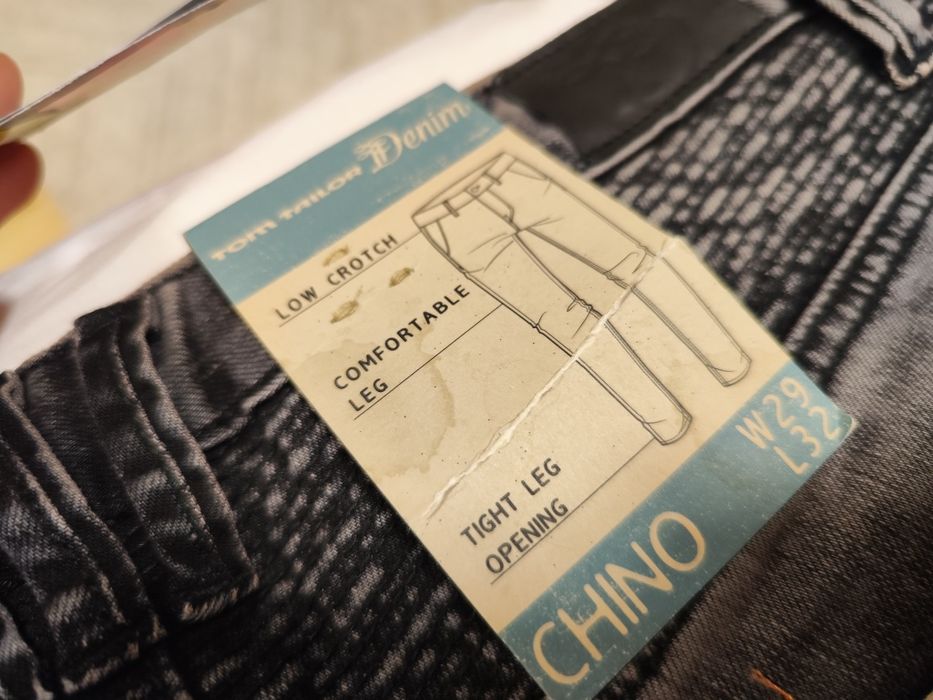 TOM TAILOR Denim
LOW CROTCH
COMFORTABLE
LEG
TIGHT LEG
OPENING
W29
L32
CHINO